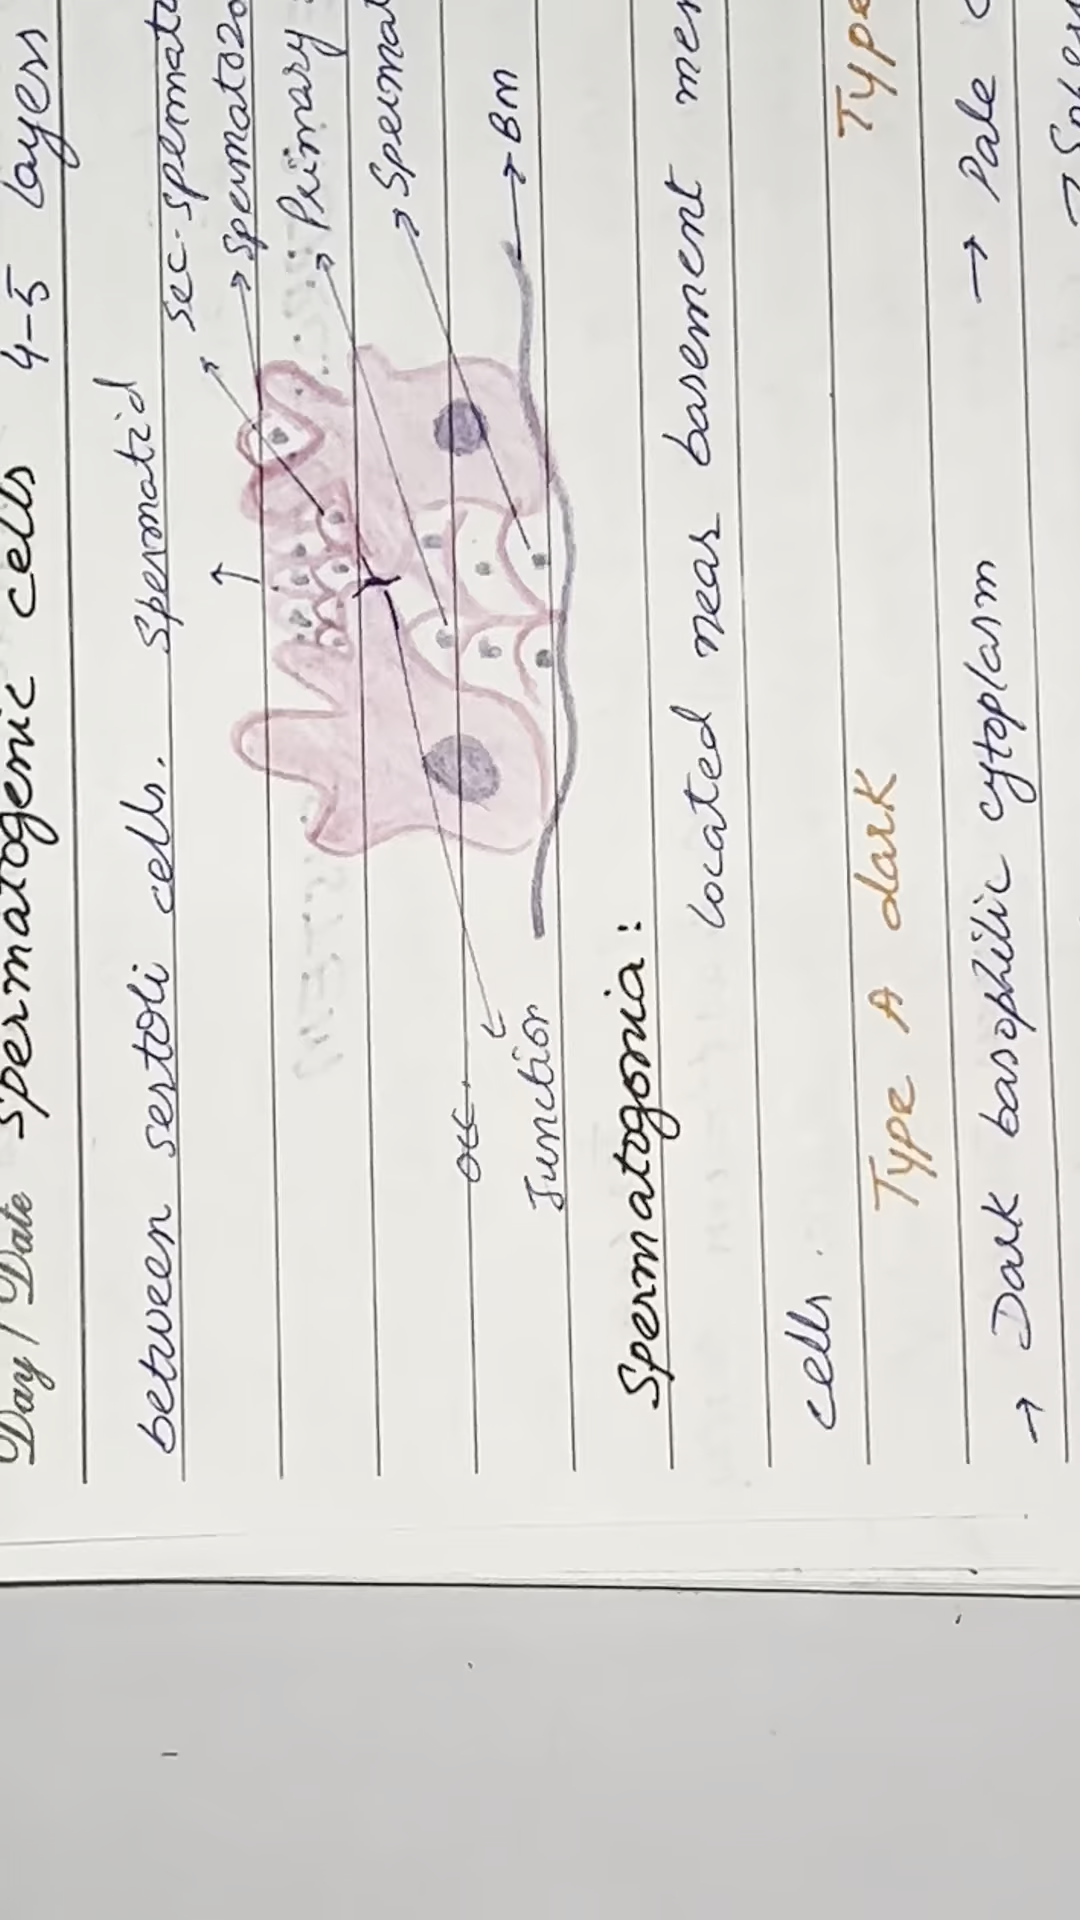 Day / Date Spermatogenic cells 4-5 layers
between sertoli cells. Spermatid
Sec-spermato
Spermatozo
Primary
Spermat
BM
Junction
Spermatogonia:
Located near basement mem
cells.
Type A dark Type
→ Dark basophilic cytoplasm → Pale c